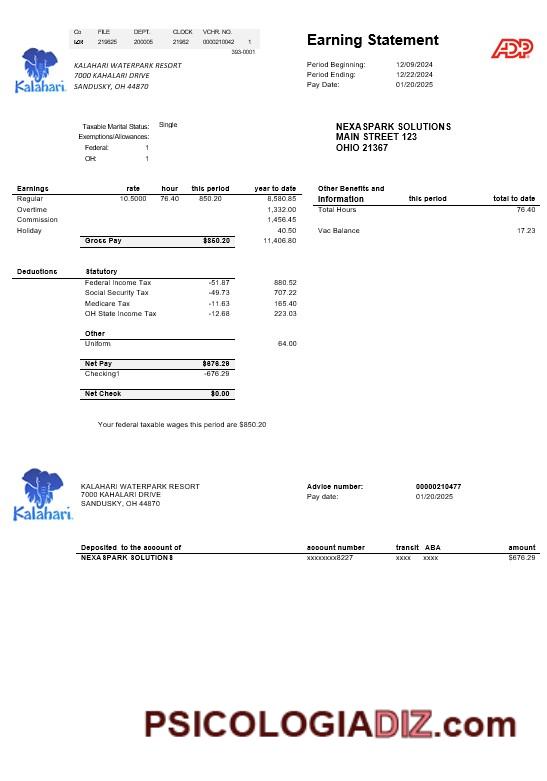 Co FILE DEPT. CLOCK VCHR. NO.
219825 200005 21982 0000210042 1
393-0001
Earning Statement
ADP
Kalahari.
KALAHARI WATERPARK RESORT
7000 KALAHARI DRIVE
SANDUSKY, OH 44870
Period Beginning: 12/09/2024
Period Ending: 12/22/2024
Pay Date: 01/20/2025
Taxable Marital Status: Single
Exemptions/Allowances:
Federal: 1
OH: 1
NEXASPARK SOLUTIONS
MAIN STREET 123
OHIO 21367
Earnings rate hour this period year to date
Regular 10.5000 76.40 850.20 8,580.85
Overtime 1,332.00
Commission 1,456.45
Holiday 40.50
Gross Pay $850.20 11,406.80
Other Benefits and
Information this period total to date
Total Hours 76.40
Vac Balance 17.23
Deductions Statutory
Federal Income Tax -51.87 880.52
Social Security Tax -49.73 707.22
Medicare Tax -11.63 165.40
OH State Income Tax -12.68 223.03
Other
Uniform 64.00
Net Pay $676.29
Checking1 -676.29
Net Check $0.00
Your federal taxable wages this period are $850.20
Kalahari.
KALAHARI WATERPARK RESORT
7000 KAHALARI DRIVE
SANDUSKY, OH 44870
Advice number: 00000210477
Pay date: 01/20/2025
Deposited to the account of account number transit ABA amount
NEXASPARK SOLUTIONS xxxxxxxx8227 xxxx xxxx $676.29
PSICOLOGIADIZ.com